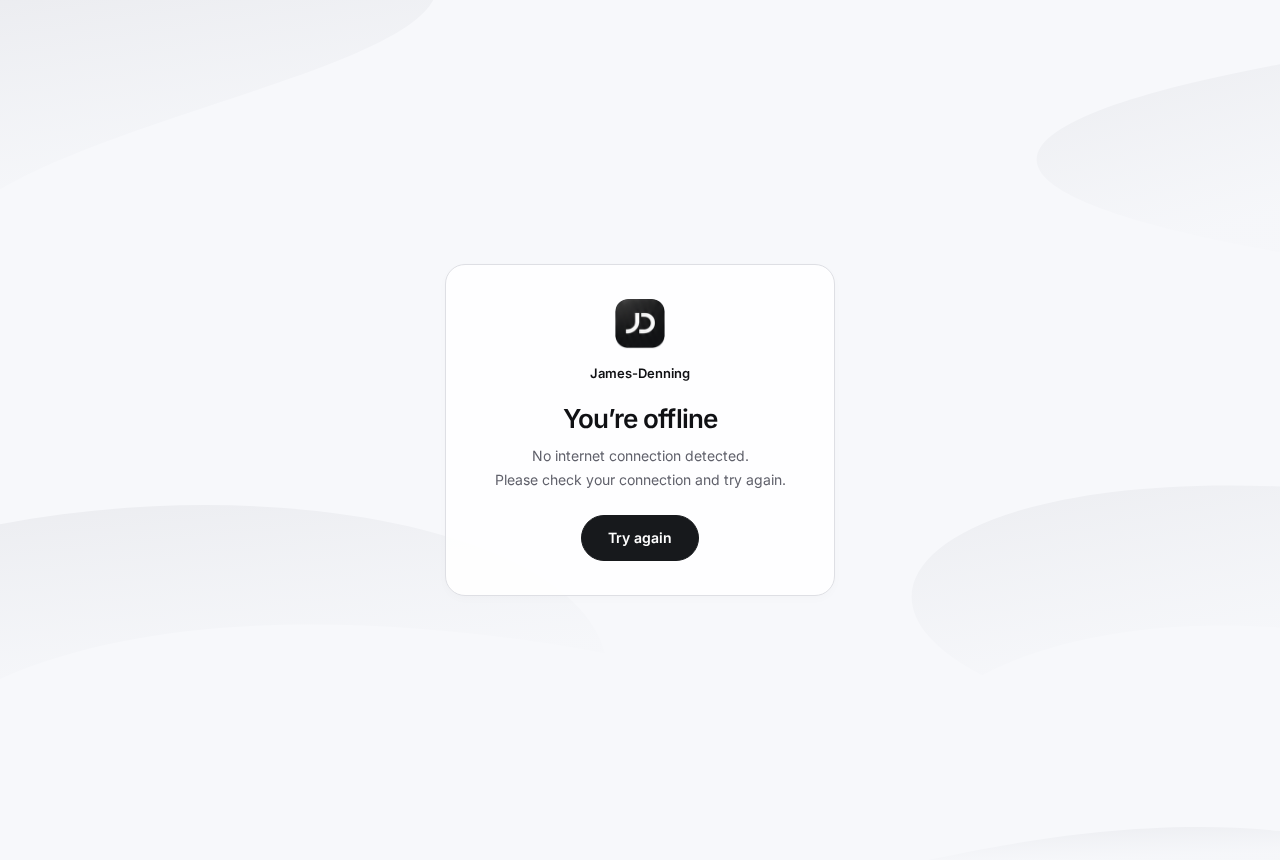 JD
James-Denning
You’re offline
No internet connection detected.
Please check your connection and try again.
Try again